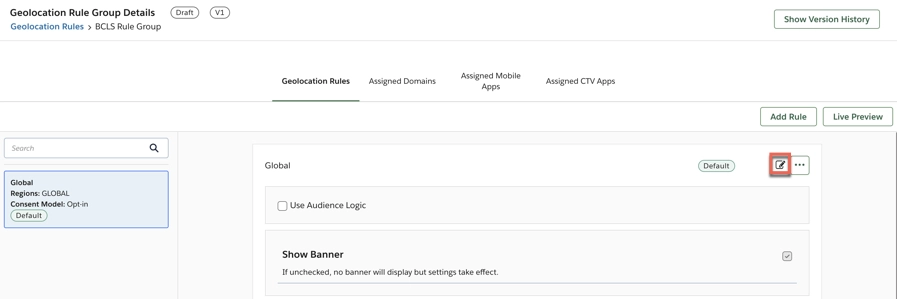 Geolocation Rule Group Details Draft V1
Show Version History
Geolocation Rules > BCLS Rule Group
Geolocation Rules
Assigned Domains
Assigned Mobile
Apps
Assigned CTV Apps
Add Rule
Live Preview
Search
Global
Regions: GLOBAL
Consent Model: Opt-in
Default
Global
Default
Use Audience Logic
Show Banner
If unchecked, no banner will display but settings take effect.